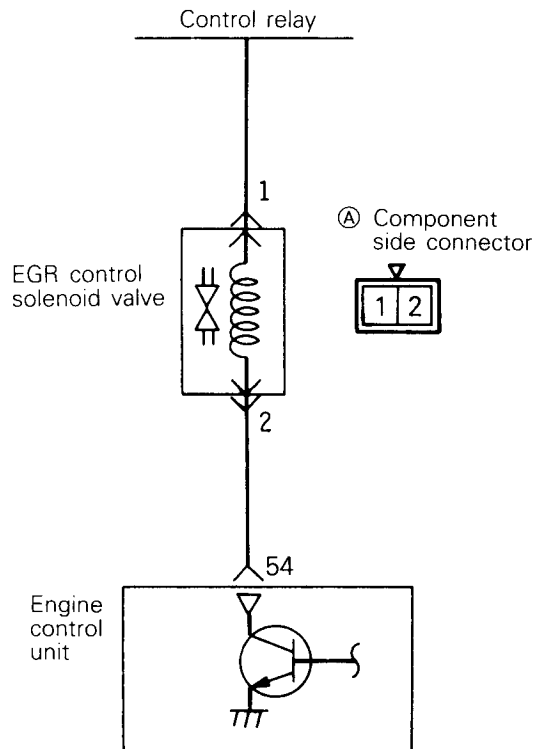 Control relay
1
Ⓐ Component
side connector
1 2
EGR control
solenoid valve
2
54
Engine
control
unit